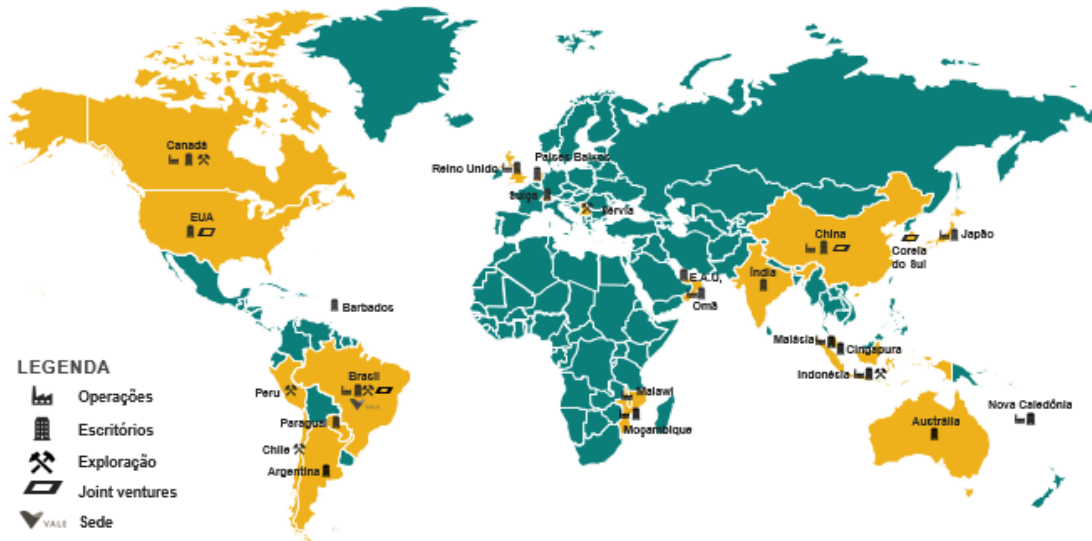 Canadá
EUA
Barbados
Reino Unido
Países Baixos
Suíça
Sérvia
China
Japão
Coreia
do Sul
Índia
E.A.U,
Omã
Malásia
Cingapura
Indonésia
Malawi
Moçambique
Nova Caledônia
Austrália
Brasil
VALE
Peru
Paraguai
Chile
Argentina
LEGENDA
Operações
Escritórios
Exploração
Joint ventures
VALE Sede